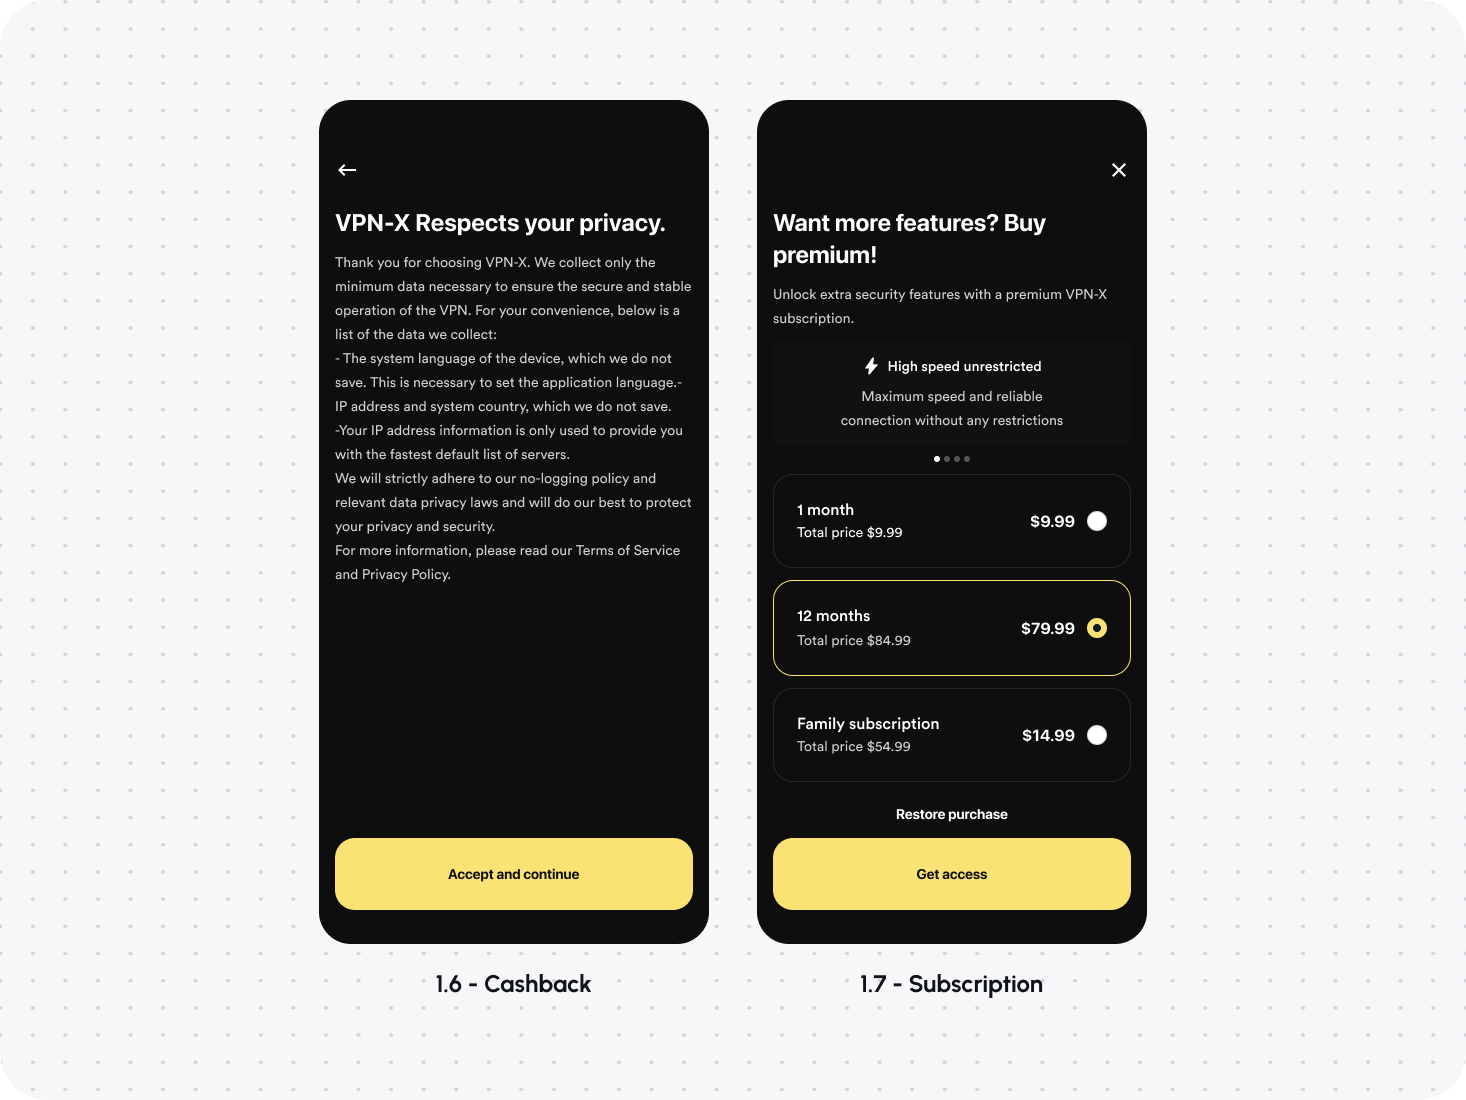 VPN-X Respects your privacy.
Thank you for choosing VPN-X. We collect only the
minimum data necessary to ensure the secure and stable
operation of the VPN. For your convenience, below is a
list of the data we collect:
- The system language of the device, which we do not
save. This is necessary to set the application language.-
IP address and system country, which we do not save.
-Your IP address information is only used to provide you
with the fastest default list of servers.
We will strictly adhere to our no-logging policy and
relevant data privacy laws and will do our best to protect
your privacy and security.
For more information, please read our Terms of Service
and Privacy Policy.
Accept and continue
1.6 - Cashback
Want more features? Buy
premium!
Unlock extra security features with a premium VPN-X
subscription.
High speed unrestricted
Maximum speed and reliable
connection without any restrictions
1 month
Total price $9.99
$9.99
12 months
Total price $84.99
$79.99
Family subscription
Total price $54.99
$14.99
Restore purchase
Get access
1.7 - Subscription